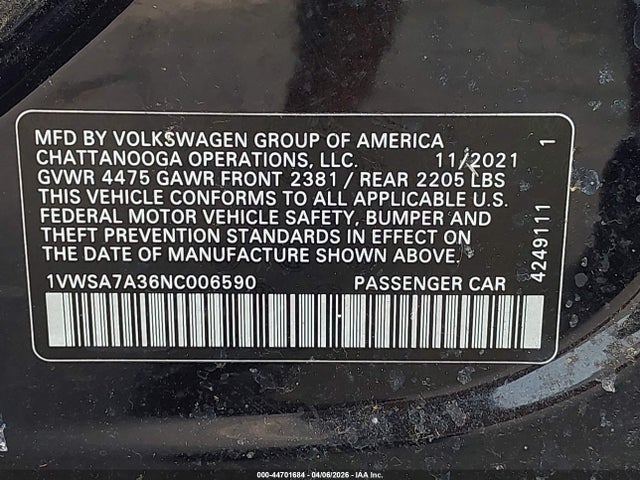 MFD BY VOLKSWAGEN GROUP OF AMERICA
CHATTANOOGA OPERATIONS, LLC. 11/2021
GVWR 4475 GAWR FRONT 2381 / REAR 2205 LBS
THIS VEHICLE CONFORMS TO ALL APPLICABLE U.S.
FEDERAL MOTOR VEHICLE SAFETY, BUMPER AND
THEFT PREVENTION STANDARDS IN EFFECT ON
THE DATE OF MANUFACTURE SHOWN ABOVE.
1VWSA7A36NC006590 PASSENGER CAR
4249111 1
000-44701684 - 04/06/2026 - IAA Inc.